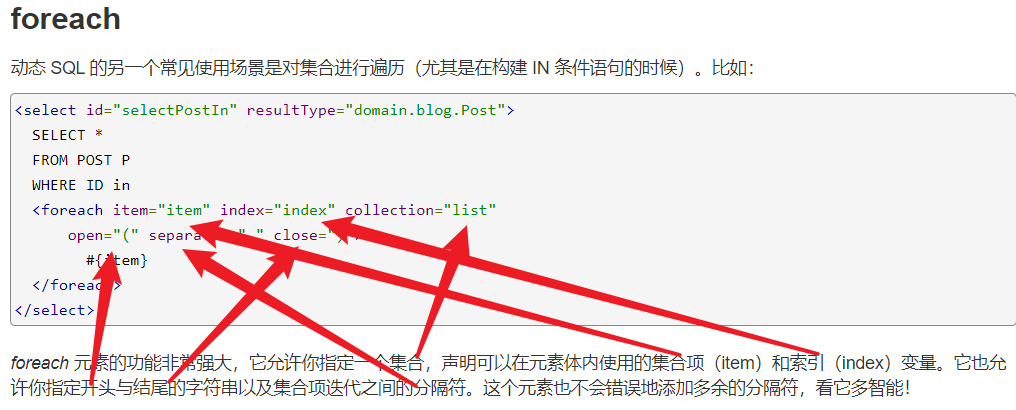 foreach
动态 SQL 的另一个常见使用场景是对集合进行遍历（尤其是在构建 IN 条件语句的时候）。比如：
<select id="selectPostIn" resultType="domain.blog.Post">
SELECT *
FROM POST P
WHERE ID in
<foreach item="item" index="index" collection="list"
open="(" separa " close=")
#{item}
</foreach>
</select>
foreach 元素的功能非常强大，它允许你指定一个集合，声明可以在元素体内使用的集合项（item）和索引（index）变量。它也允
许你指定开头与结尾的字符串以及集合项迭代之间的分隔符。这个元素也不会错误地添加多余的分隔符，看它多智能！